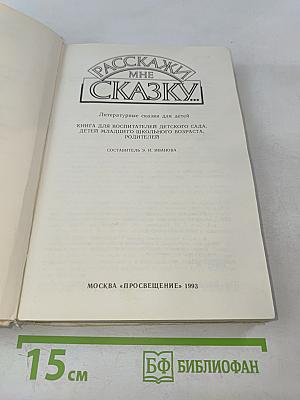 РАССКАЖИ
МНЕ
СКАЗКУ...
Литературные сказки для детей
КНИГА ДЛЯ ВОСПИТАТЕЛЕЙ ДЕТСКОГО САДА,
ДЕТЕЙ МЛАДШЕГО ШКОЛЬНОГО ВОЗРАСТА,
РОДИТЕЛЕЙ
СОСТАВИТЕЛЬ Э. И. ИВАНОВА
МОСКВА «ПРОСВЕЩЕНИЕ» 1993
15 см
БФ БИБЛИОФАН